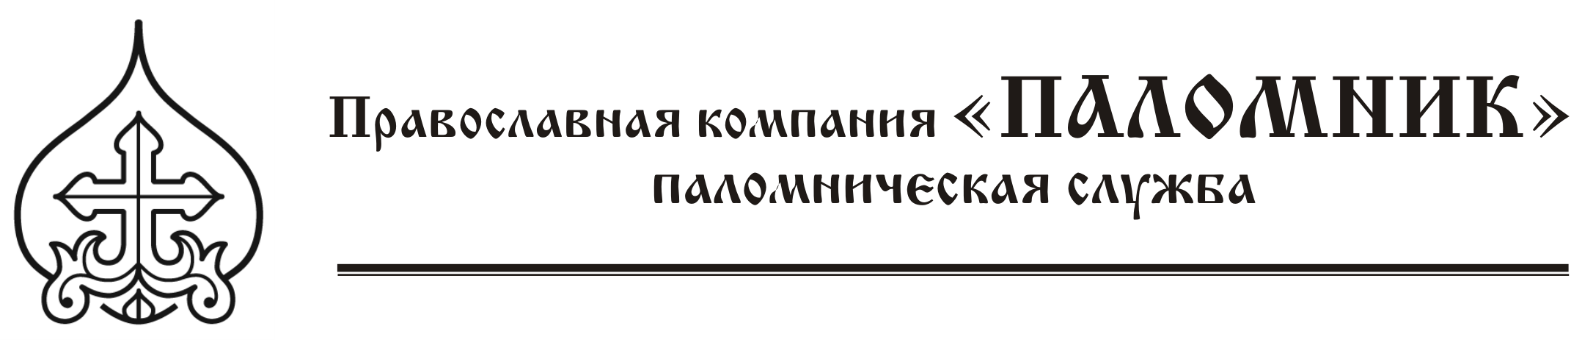 Православная компания «ПАЛОМНИК»
паломническая служба